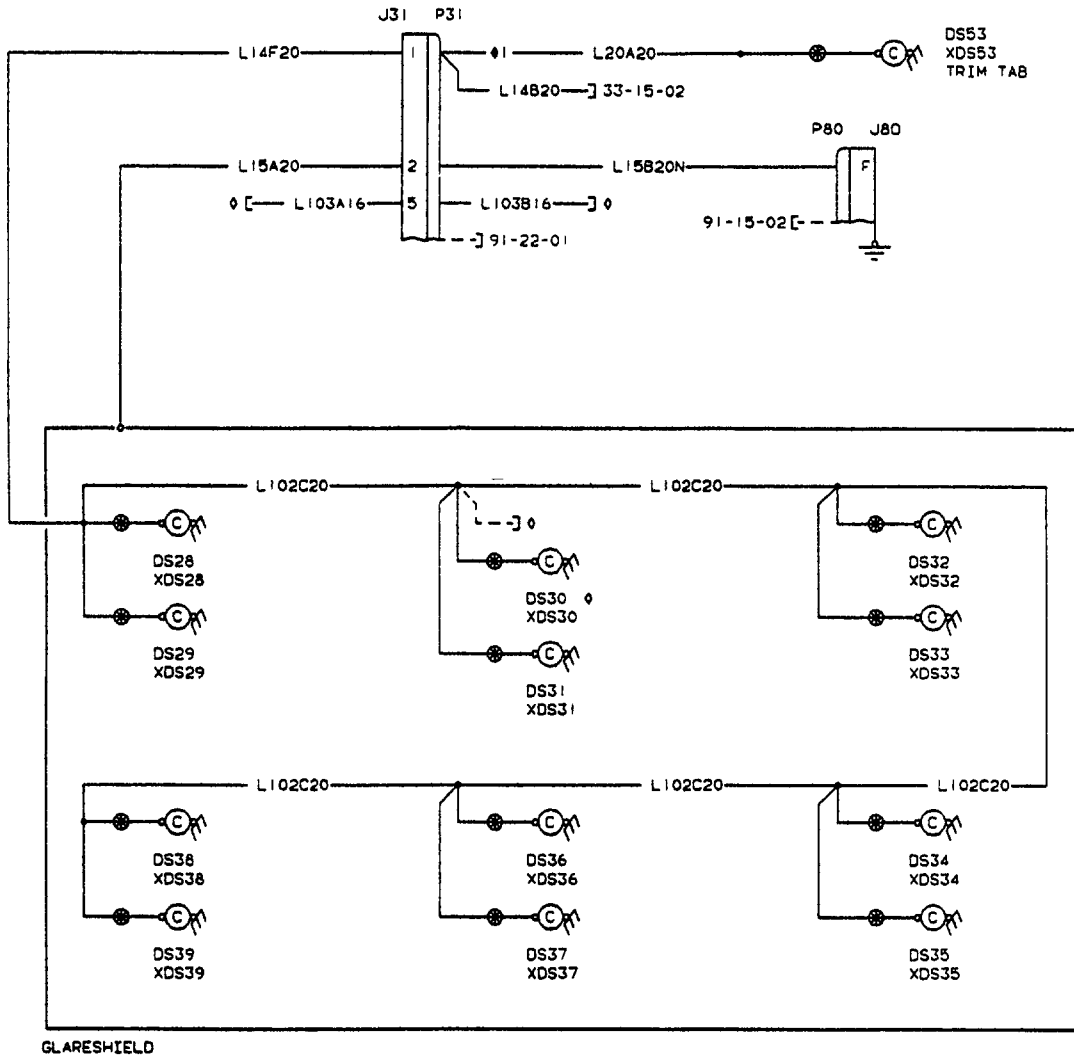 J31 P31
L14F20 1 ◊1 L20A20
DS53
XDS53
TRIM TAB
L14B20 33-15-02
P80 J80
L15A20 2 L15B20N F
◊ L103A16 5 L103B16 ◊
91-22-01
91-15-02
L102C20 L102C20
◊
DS28
XDS28
DS30 ◊
XDS30
DS32
XDS32
DS29
XDS29
DS31
XDS31
DS33
XDS33
L102C20 L102C20 L102C20
DS38
XDS38
DS36
XDS36
DS34
XDS34
DS39
XDS39
DS37
XDS37
DS35
XDS35
C C C C C C C C C C C C C
GLARESHIELD